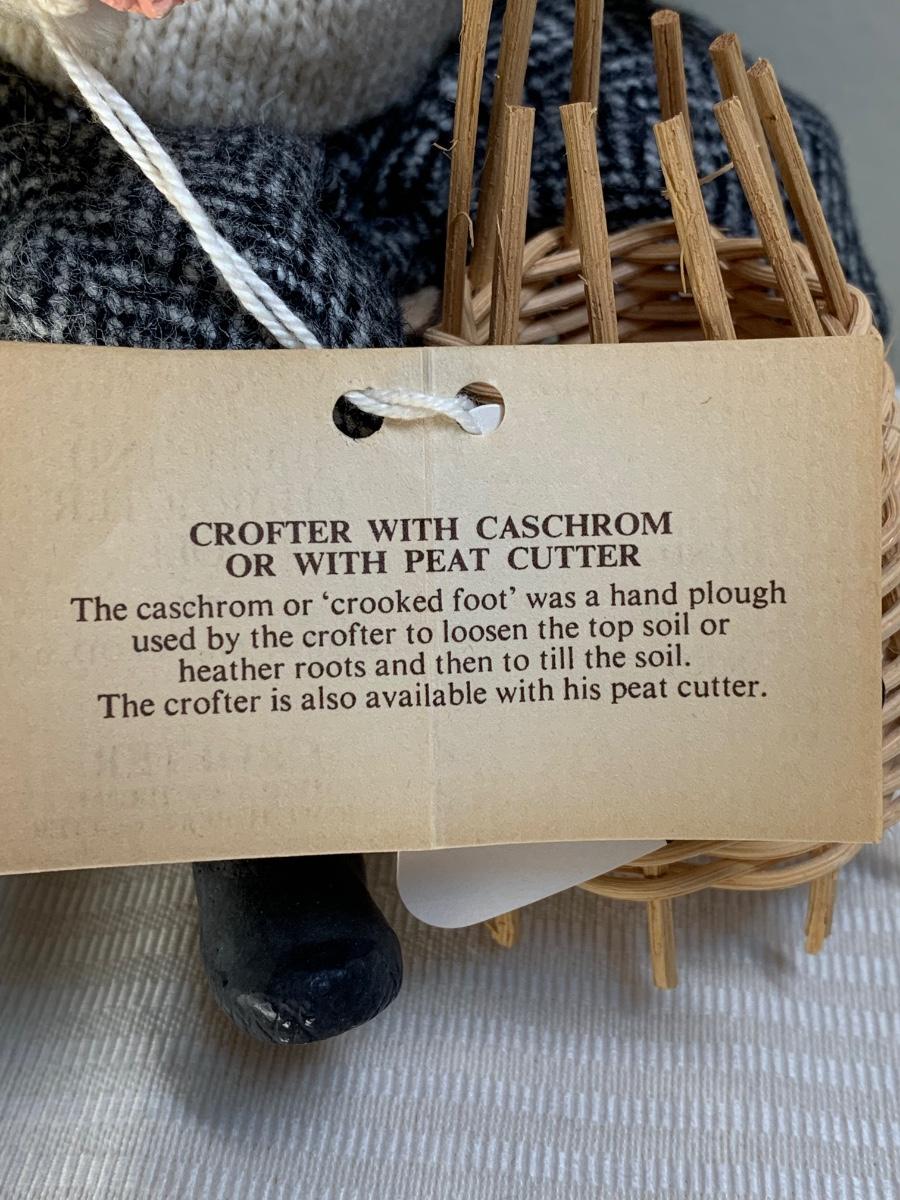 CROFTER WITH CASCHROM
OR WITH PEAT CUTTER
The caschrom or ‘crooked foot’ was a hand plough
used by the crofter to loosen the top soil or
heather roots and then to till the soil.
The crofter is also available with his peat cutter.